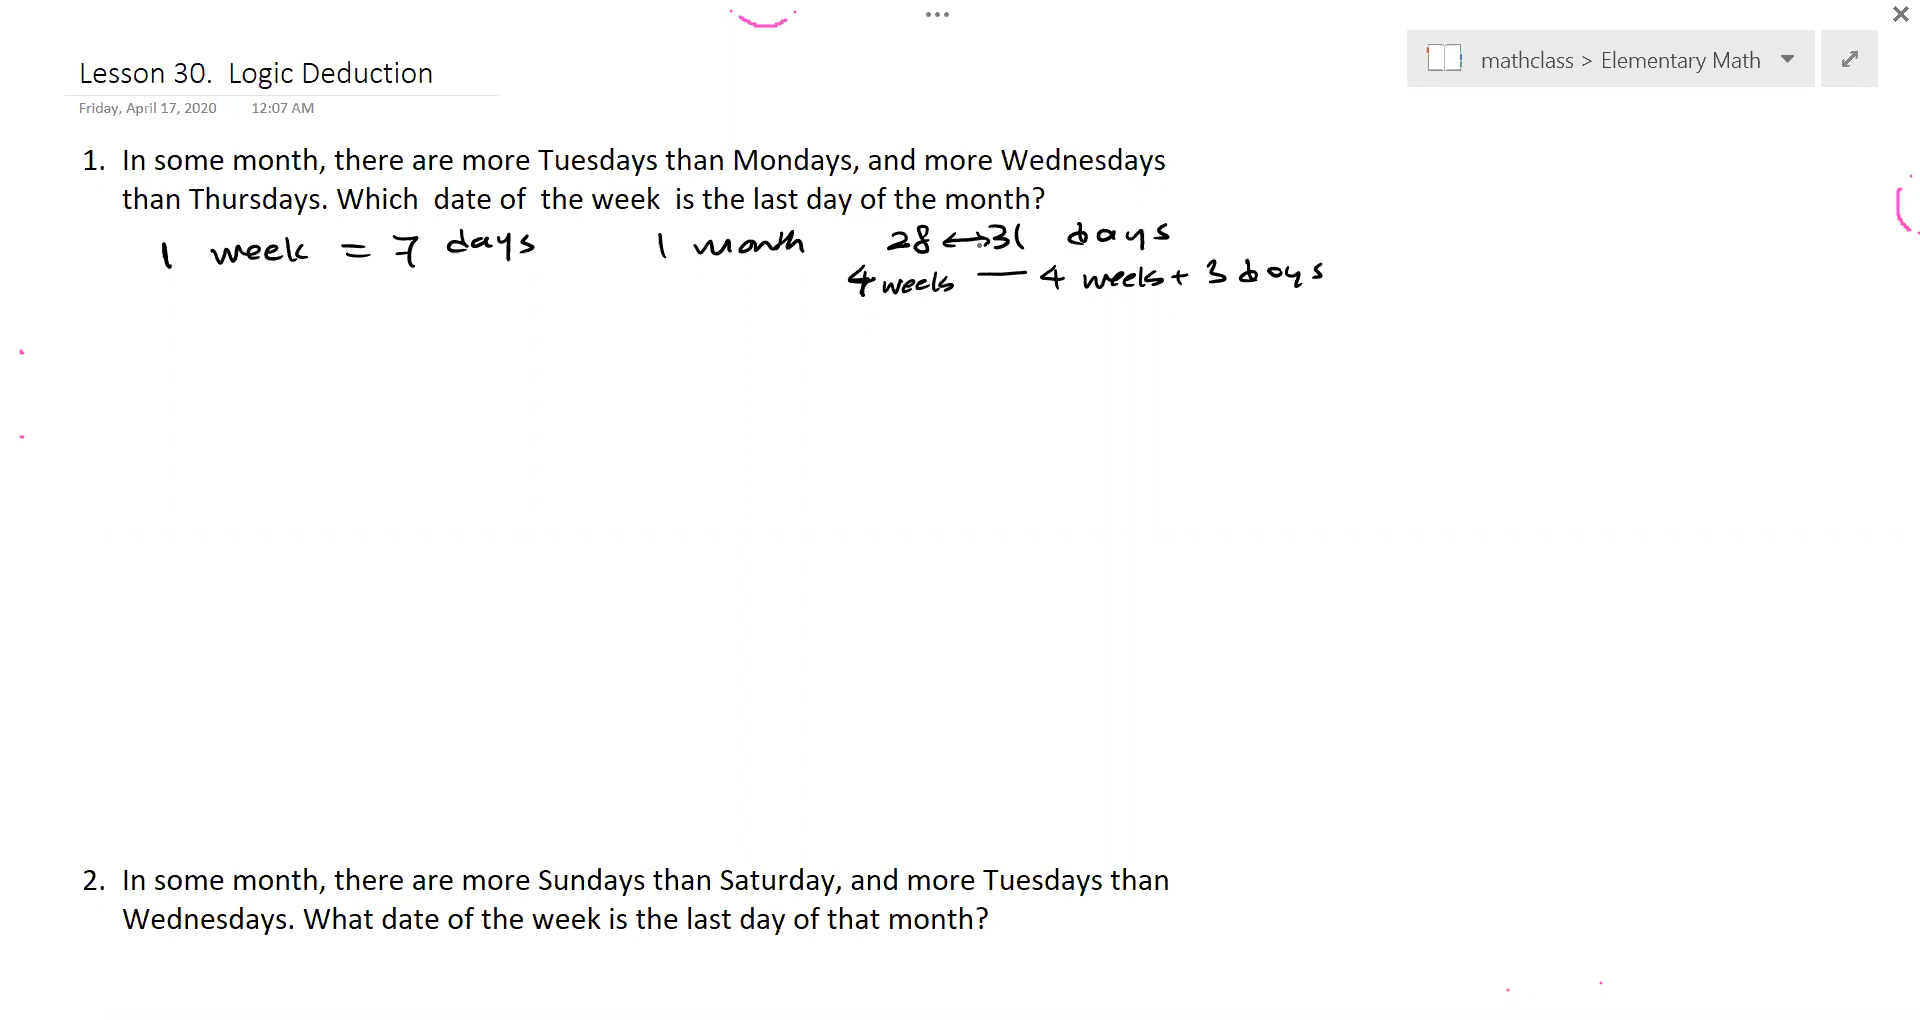 mathclass > Elementary Math
Lesson 30. Logic Deduction
Friday, April 17, 2020 12:07 AM
1. In some month, there are more Tuesdays than Mondays, and more Wednesdays
than Thursdays. Which date of the week is the last day of the month?
1 week = 7 days 1 month 28 ↔ 31 days
4 weeks — 4 weeks + 3 days
2. In some month, there are more Sundays than Saturday, and more Tuesdays than
Wednesdays. What date of the week is the last day of that month?